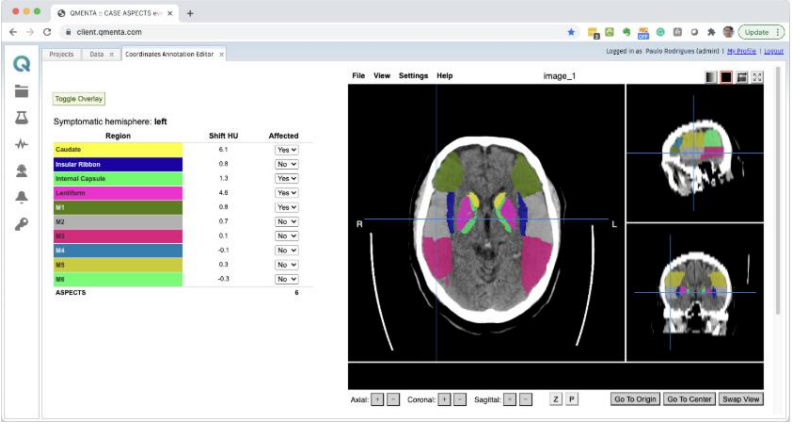 QMENTA :: CASE ASPECTS eve
client.qmenta.com
Update
Projects Data × Coordinates Annotation Editor ×
Logged in as Paulo Rodrigues (admin) | My Profile | Logout
File View Settings Help image_1
Toggle Overlay
Symptomatic hemisphere: left
Region Shift HU Affected
Caudate 6.1 Yes
Insular Ribbon 0.8 No
Internal Capsule 1.3 Yes
Lentiform 4.6 Yes
M1 0.8 Yes
M2 0.7 No
M3 0.1 No
M4 -0.1 No
M5 0.3 No
M6 -0.3 No
ASPECTS 6
R L
Axial: + - Coronal: + - Sagittal: + - Z P Go To Origin Go To Center Swap View